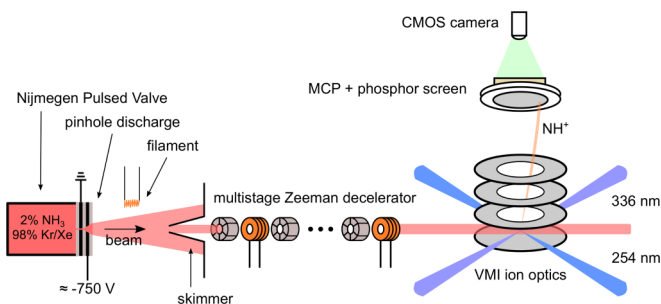 CMOS camera
MCP + phosphor screen
Nijmegen Pulsed Valve
pinhole discharge
filament
NH⁺
multistage Zeeman decelerator
336 nm
2% NH₃
98% Kr/Xe
beam
254 nm
VMI ion optics
≈ -750 V
skimmer